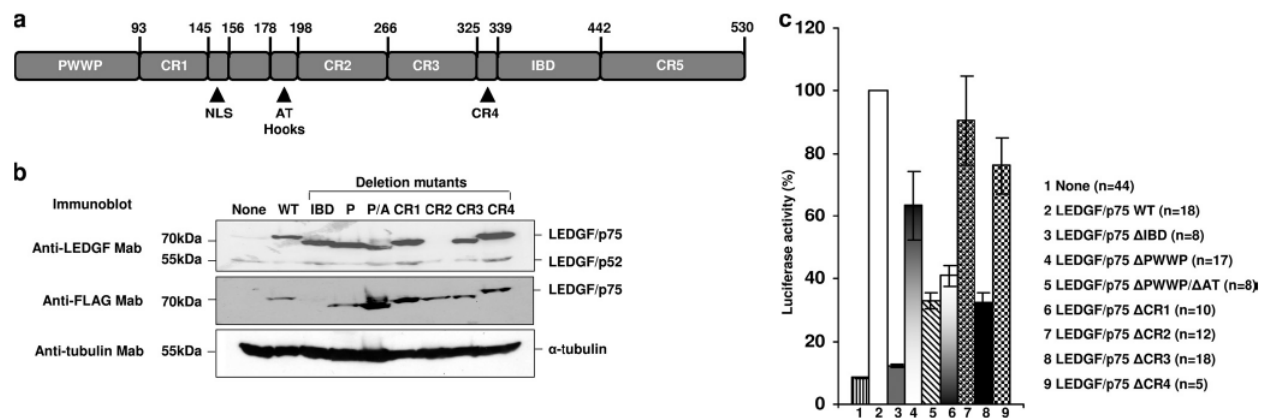 a
93 145 156 178 198 266 325 339 442 530
PWWP CR1 CR2 CR3 IBD CR5
NLS AT Hooks CR4
b
Deletion mutants
Immunoblot
None WT IBD P P/A CR1 CR2 CR3 CR4
Anti-LEDGF Mab
70kDa
55kDa
LEDGF/p75
LEDGF/p52
Anti-FLAG Mab
70kDa
LEDGF/p75
Anti-tubulin Mab
55kDa
α-tubulin
c
Luciferase activity (%)
120
100
80
60
40
20
0
1 2 3 4 5 6 7 8 9
1 None (n=44)
2 LEDGF/p75 WT (n=18)
3 LEDGF/p75 ΔIBD (n=8)
4 LEDGF/p75 ΔPWWP (n=17)
5 LEDGF/p75 ΔPWWP/ΔAT (n=8)
6 LEDGF/p75 ΔCR1 (n=10)
7 LEDGF/p75 ΔCR2 (n=12)
8 LEDGF/p75 ΔCR3 (n=18)
9 LEDGF/p75 ΔCR4 (n=5)